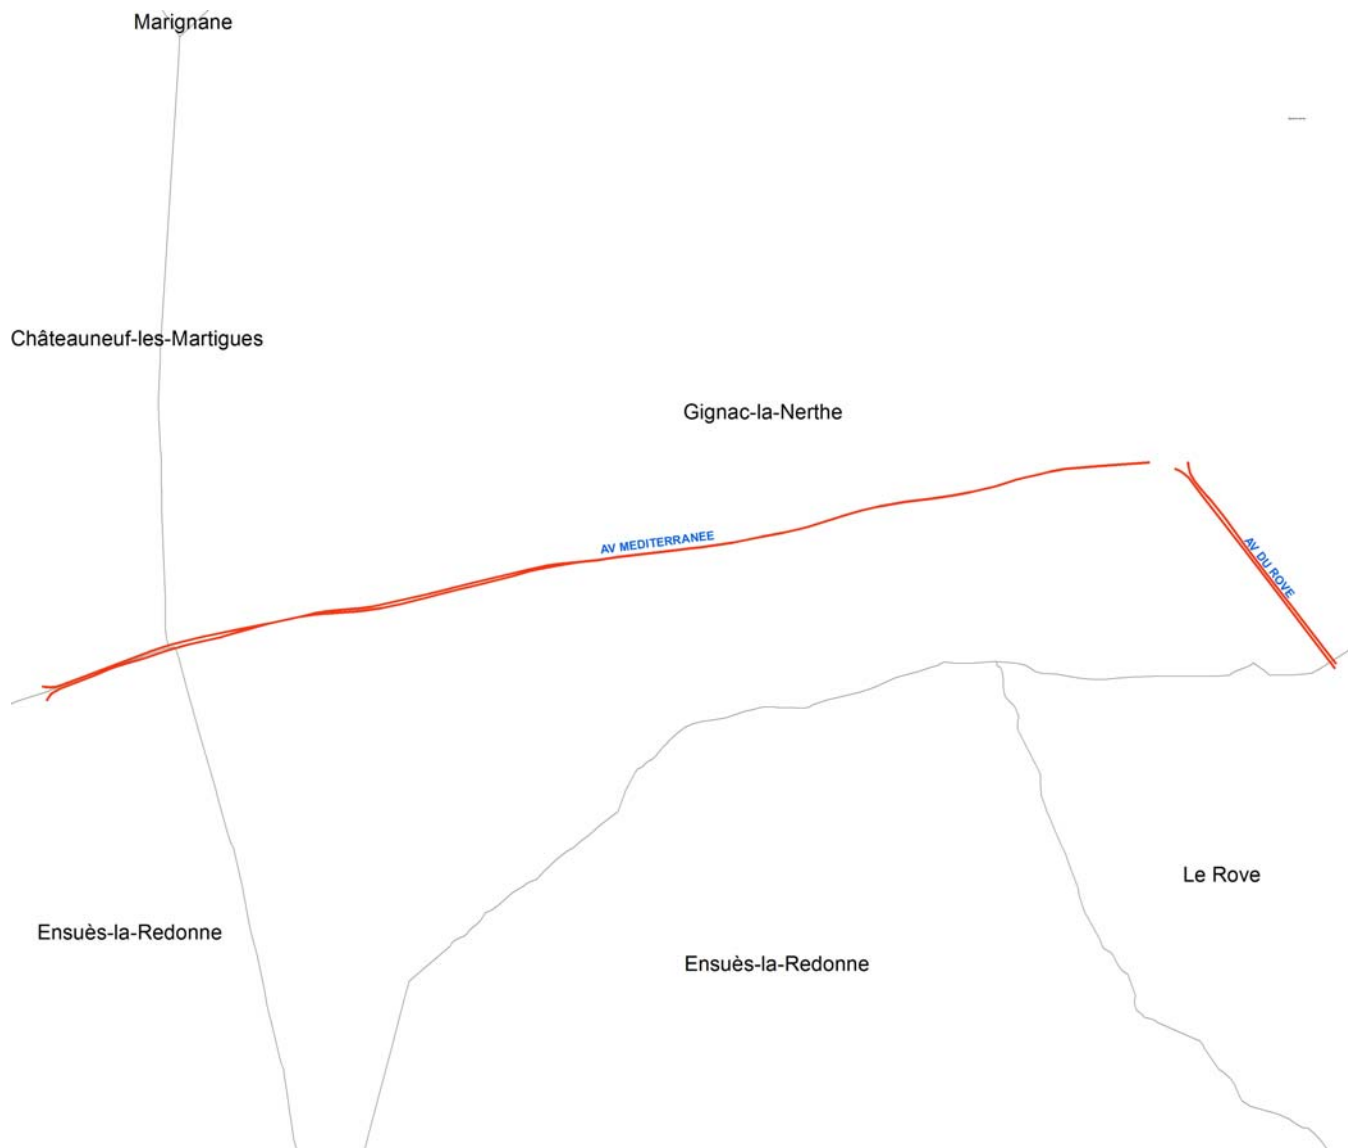 Marignane
Châteauneuf-les-Martigues
Gignac-la-Nerthe
AV MEDITERRANEE
AV DU ROVE
Le Rove
Ensuès-la-Redonne
Ensuès-la-Redonne